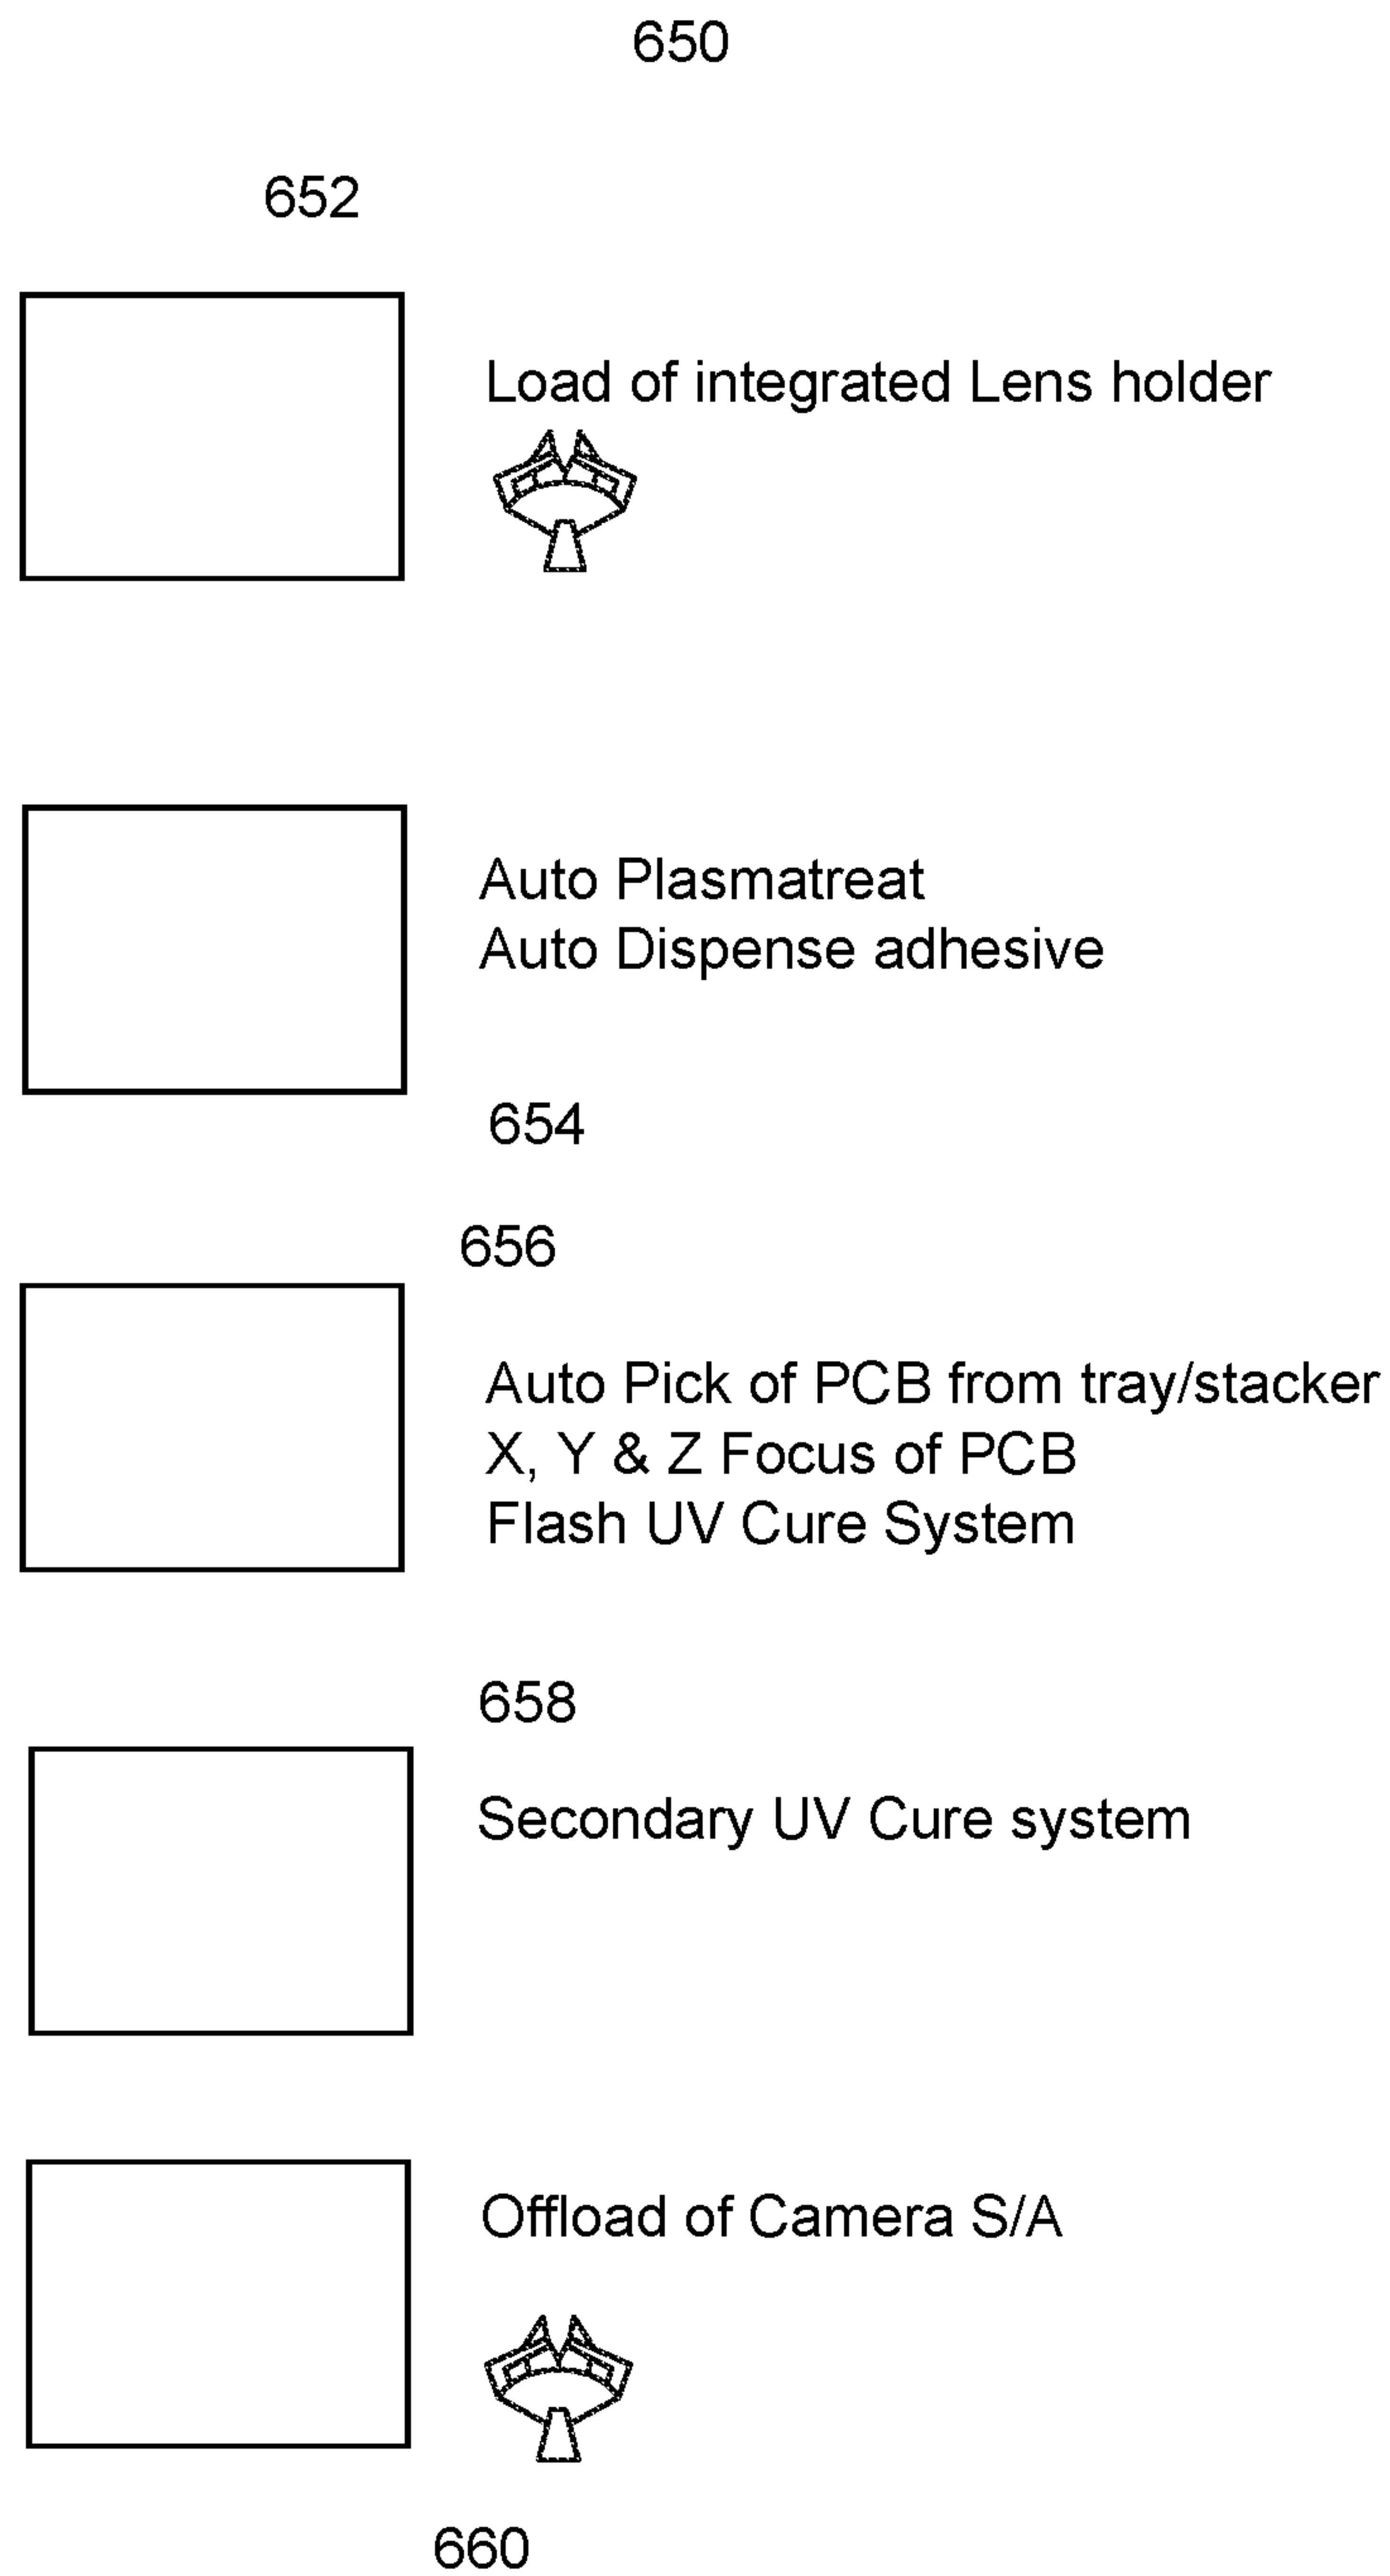 650
652
Load of integrated Lens holder
Auto Plasmatreat
Auto Dispense adhesive
654
656
Auto Pick of PCB from tray/stacker
X, Y & Z Focus of PCB
Flash UV Cure System
658
Secondary UV Cure system
Offload of Camera S/A
660